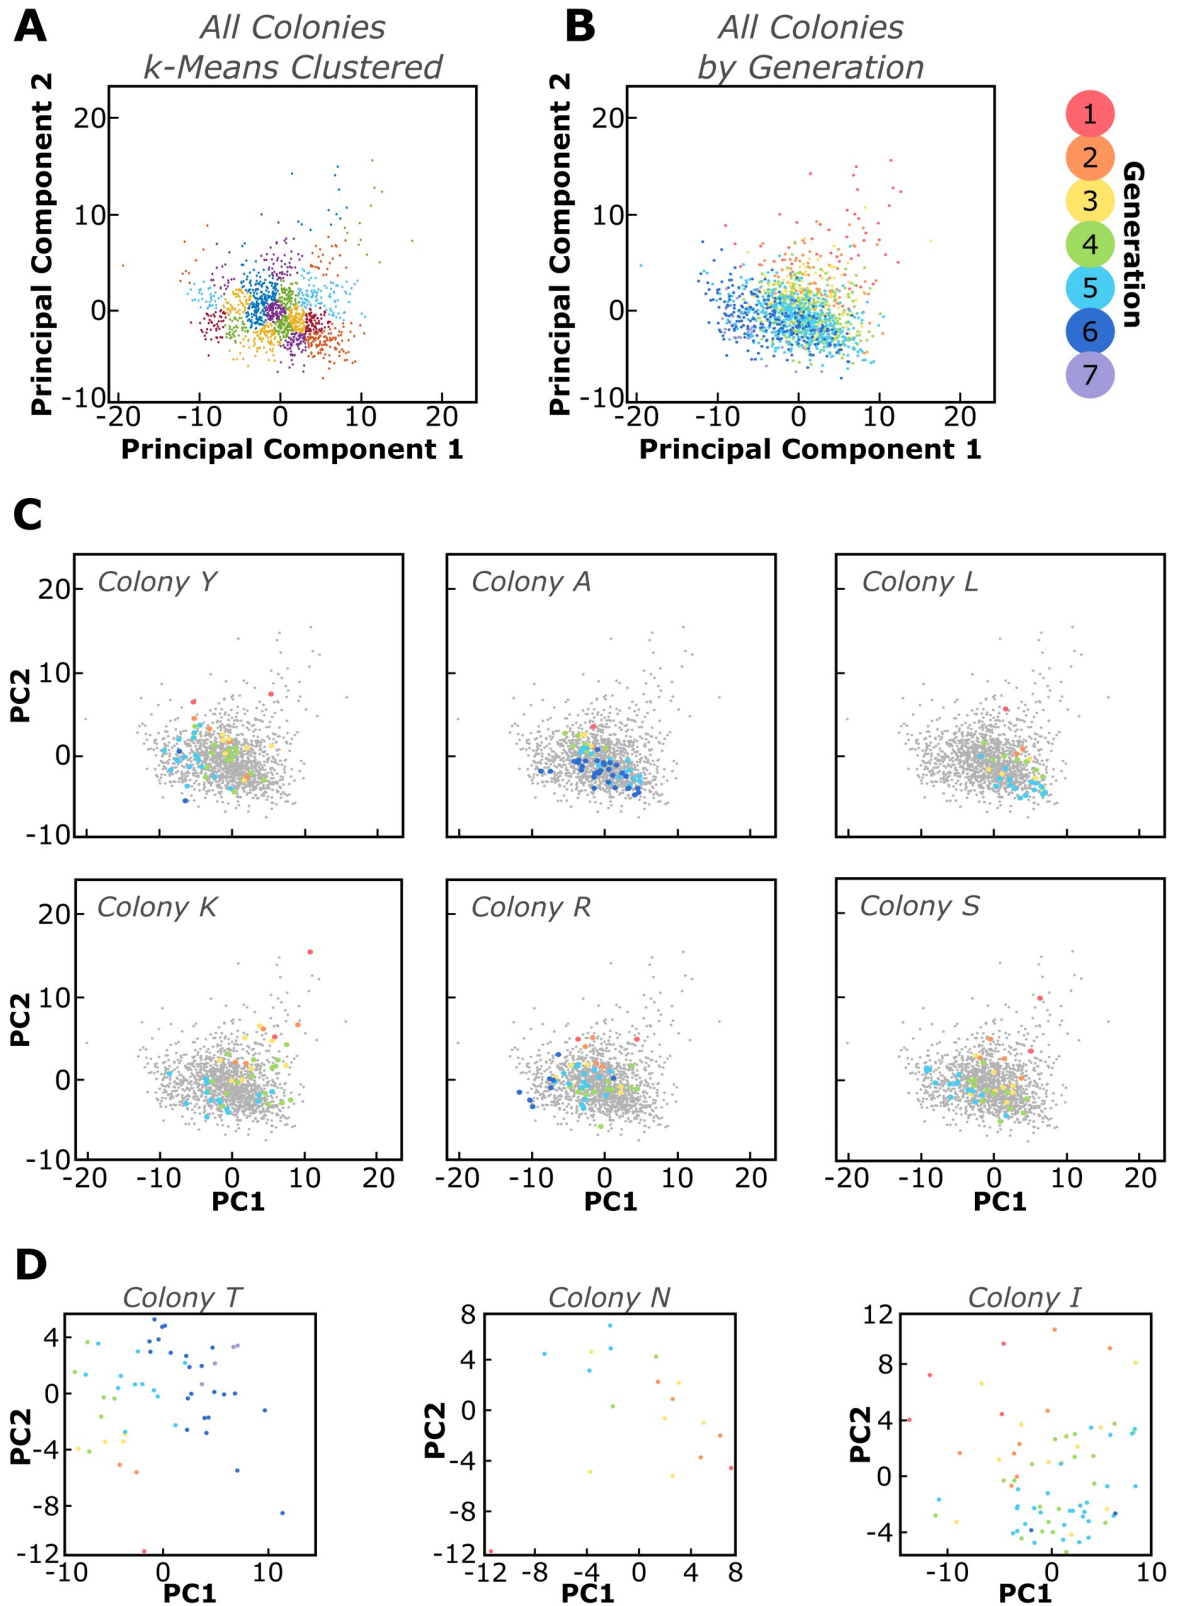 A
All Colonies
k-Means Clustered
Principal Component 2
20
10
0
-10
-20
-10
0
10
20
Principal Component 1
B
All Colonies
by Generation
Principal Component 2
20
10
0
-10
-20
-10
0
10
20
Principal Component 1
1
2
3
4
5
6
7
Generation
C
Colony Y
Colony A
Colony L
PC2
20
10
0
-10
Colony K
Colony R
Colony S
PC2
20
10
0
-10
-20 -10 0 10 20
PC1
-20 -10 0 10 20
PC1
-20 -10 0 10 20
PC1
D
Colony T
PC2
4
0
-4
-8
-12
-10 0 10
PC1
Colony N
PC2
8
4
0
-4
-8
-12
-12 -8 -4 0 4 8
PC1
Colony I
PC2
12
8
4
0
-4
-10 0 10
PC1